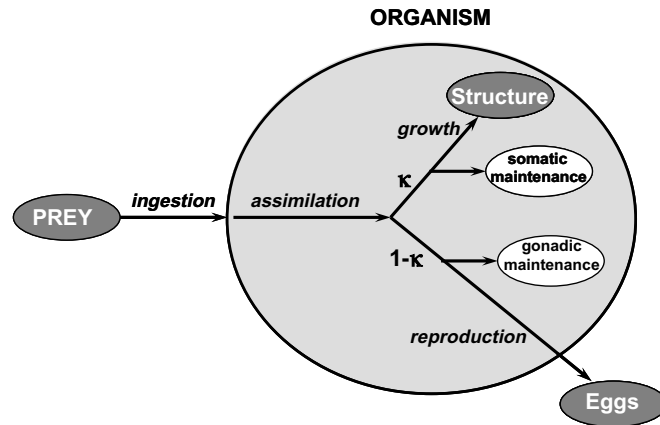 ORGANISM
Structure
growth
somatic
maintenance
κ
ingestion
assimilation
PREY
1-κ
gonadic
maintenance
reproduction
Eggs